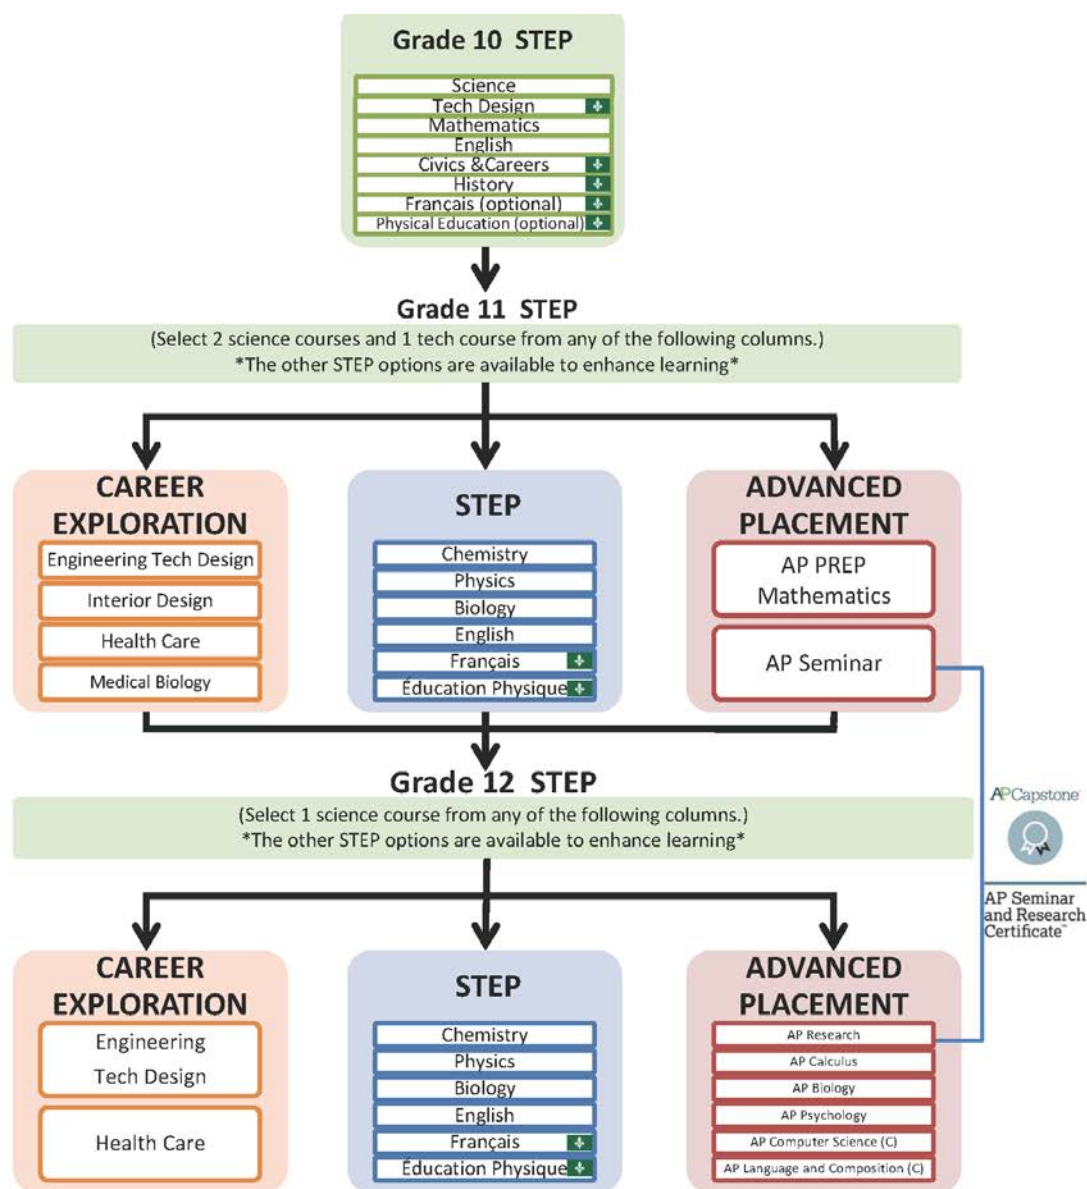 Grade 10 STEP
Science
Tech Design
Mathematics
English
Civics &Careers
History
Français (optional)
Physical Education (optional)
Grade 11 STEP
(Select 2 science courses and 1 tech course from any of the following columns.)
*The other STEP options are available to enhance learning*
CAREER
EXPLORATION
Engineering Tech Design
Interior Design
Health Care
Medical Biology
STEP
Chemistry
Physics
Biology
English
Français
Éducation Physique
ADVANCED
PLACEMENT
AP PREP
Mathematics
AP Seminar
Grade 12 STEP
(Select 1 science course from any of the following columns.)
*The other STEP options are available to enhance learning*
APCapstone
AP Seminar
and Research
Certificate™
CAREER
EXPLORATION
Engineering
Tech Design
Health Care
STEP
Chemistry
Physics
Biology
English
Français
Éducation Physique
ADVANCED
PLACEMENT
AP Research
AP Calculus
AP Biology
AP Psychology
AP Computer Science (C)
AP Language and Composition (C)